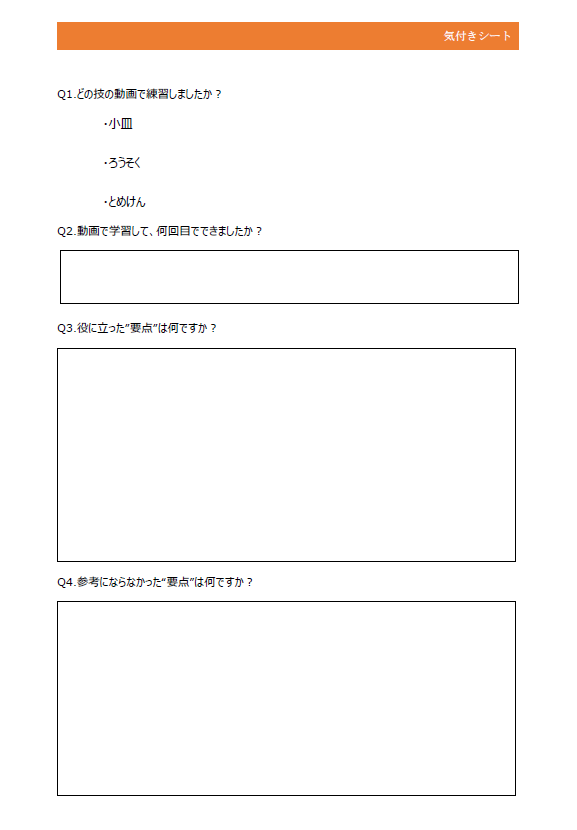 気付きシート
Q1.どの技の動画で練習しましたか？
・小皿
・ろうそく
・とめけん
Q2.動画で学習して、何回目でできましたか？
Q3.役に立った”要点”は何ですか？
Q4.参考にならなかった“要点”は何ですか？